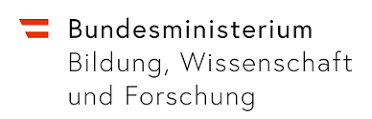 Bundesministerium
Bildung, Wissenschaft
und Forschung